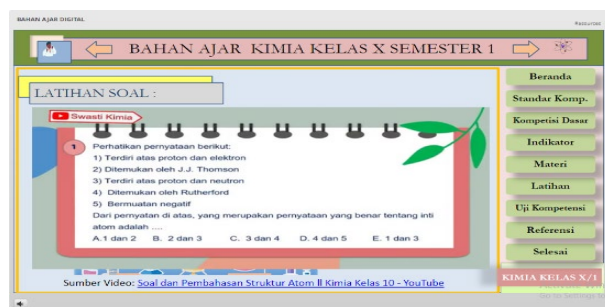 BAHAN AJAR DIGITAL
Resources
BAHAN AJAR KIMIA KELAS X SEMESTER 1
LATIHAN SOAL :
Swasti Kimia
1 Perhatikan pernyataan berikut:
1) Terdiri atas proton dan elektron
2) Ditemukan oleh J.J. Thomson
3) Terdiri atas proton dan neutron
4) Ditemukan oleh Rutherford
5) Bermuatan negatif
Dari pernyatan di atas, yang merupakan pernyataan yang benar tentang inti
atom adalah ....
A.1 dan 2 B. 2 dan 3 C. 3 dan 4 D. 4 dan 5 E. 1 dan 3
Sumber Video: Soal dan Pembahasan Struktur Atom ll Kimia Kelas 10 - YouTube
Beranda
Standar Komp.
Kompetisi Dasar
Indikator
Materi
Latihan
Uji Kompetensi
Referensi
Selesai
KIMIA KELAS X/1